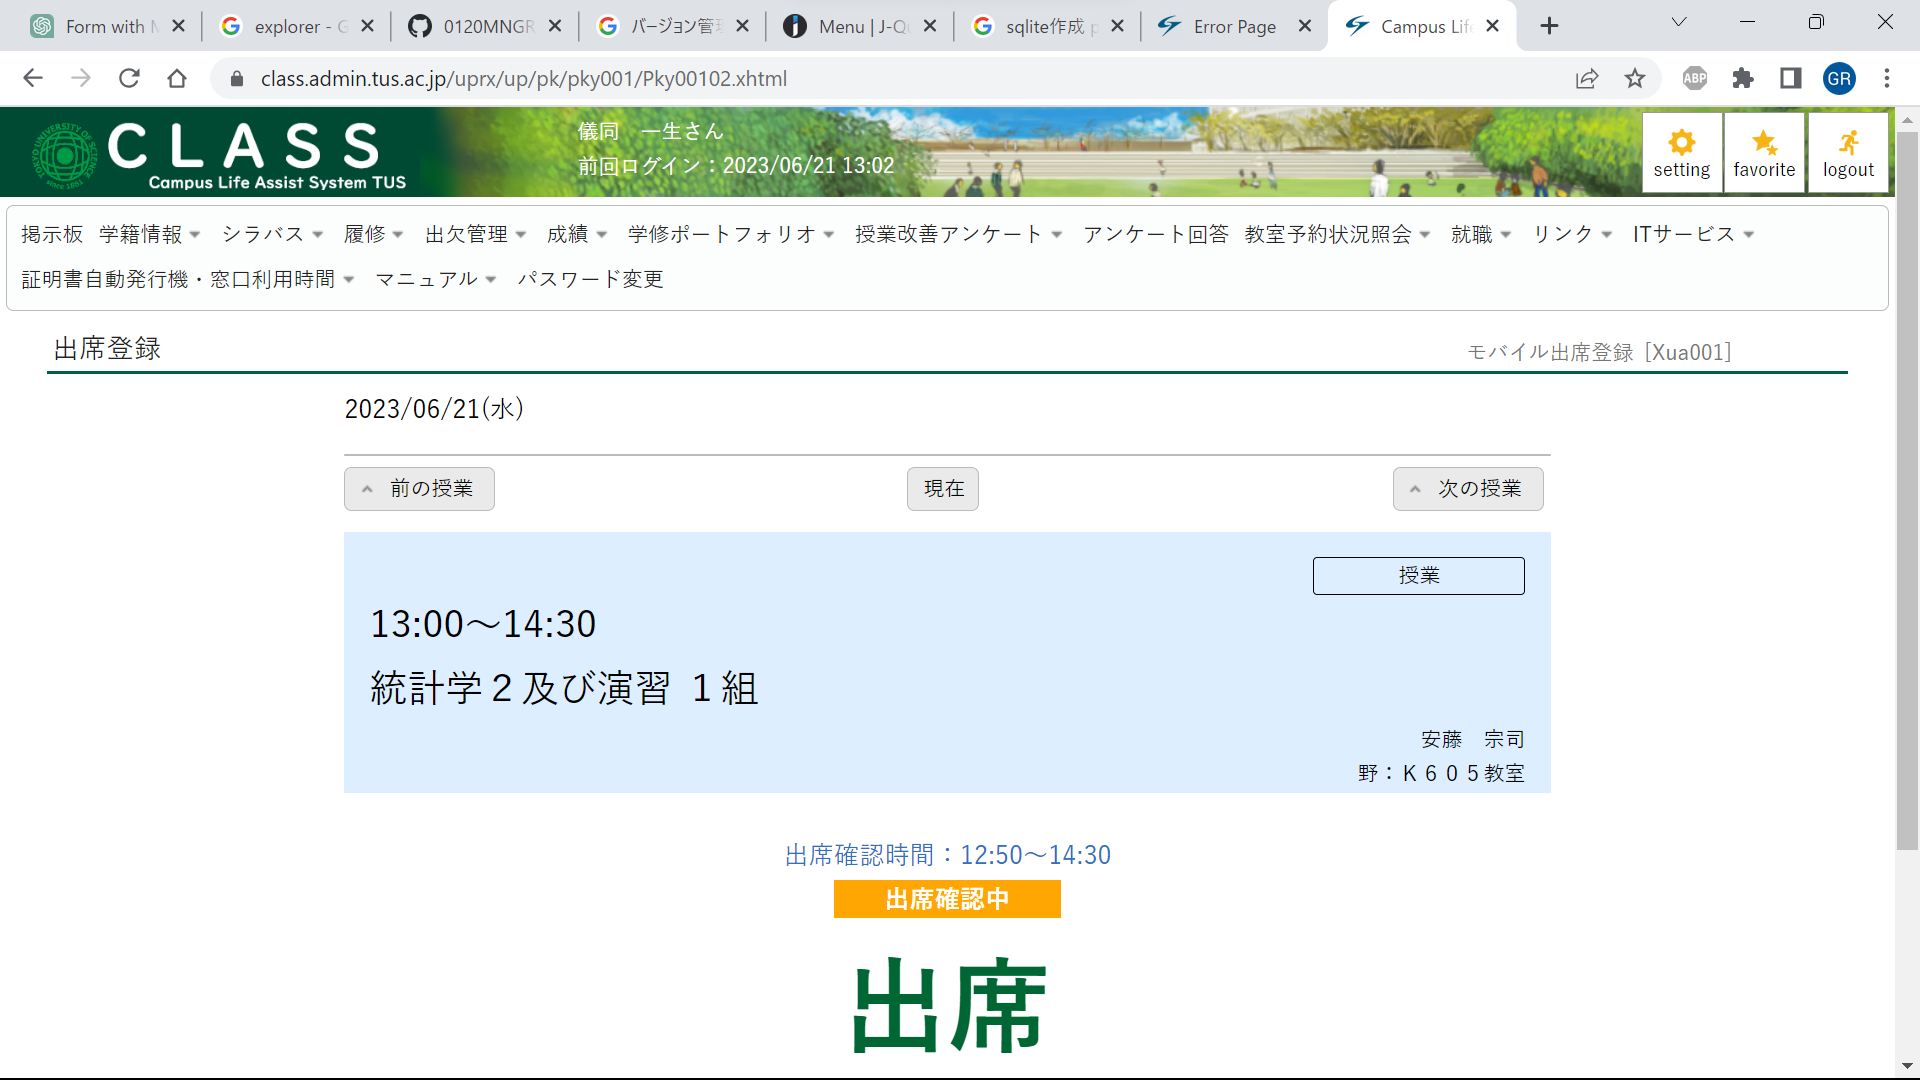 Form with M
explorer - G
0120MNGR
バージョン管理
Menu | J-Qu
sqlite作成 p
Error Page
Campus Life
class.admin.tus.ac.jp/uprx/up/pk/pky001/Pky00102.xhtml
ABP
GR
TOKYO UNIVERSITY OF SCIENCE
since 1881
CLASS
Campus Life Assist System TUS
儀同　一生さん
前回ログイン：2023/06/21 13:02
setting
favorite
logout
掲示板 学籍情報 シラバス 履修 出欠管理 成績 学修ポートフォリオ 授業改善アンケート アンケート回答 教室予約状況照会 就職 リンク ITサービス
証明書自動発行機・窓口利用時間 マニュアル パスワード変更
出席登録
モバイル出席登録 [Xua001]
2023/06/21(水)
前の授業
現在
次の授業
授業
13:00～14:30
統計学２及び演習 １組
安藤　宗司
野：Ｋ６０５教室
出席確認時間：12:50～14:30
出席確認中
出席